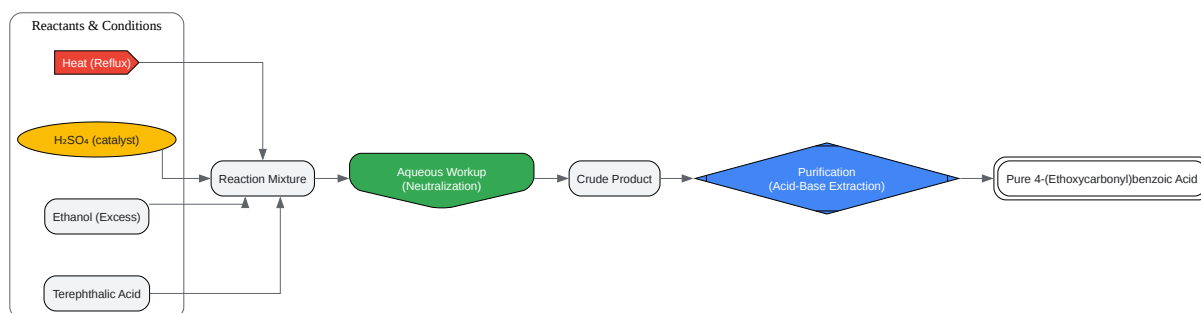 Reactants & Conditions
Heat (Reflux)
H₂SO₄ (catalyst)
Ethanol (Excess)
Terephthalic Acid
Reaction Mixture
Aqueous Workup
(Neutralization)
Crude Product
Purification
(Acid-Base Extraction)
Pure 4-(Ethoxycarbonyl)benzoic Acid